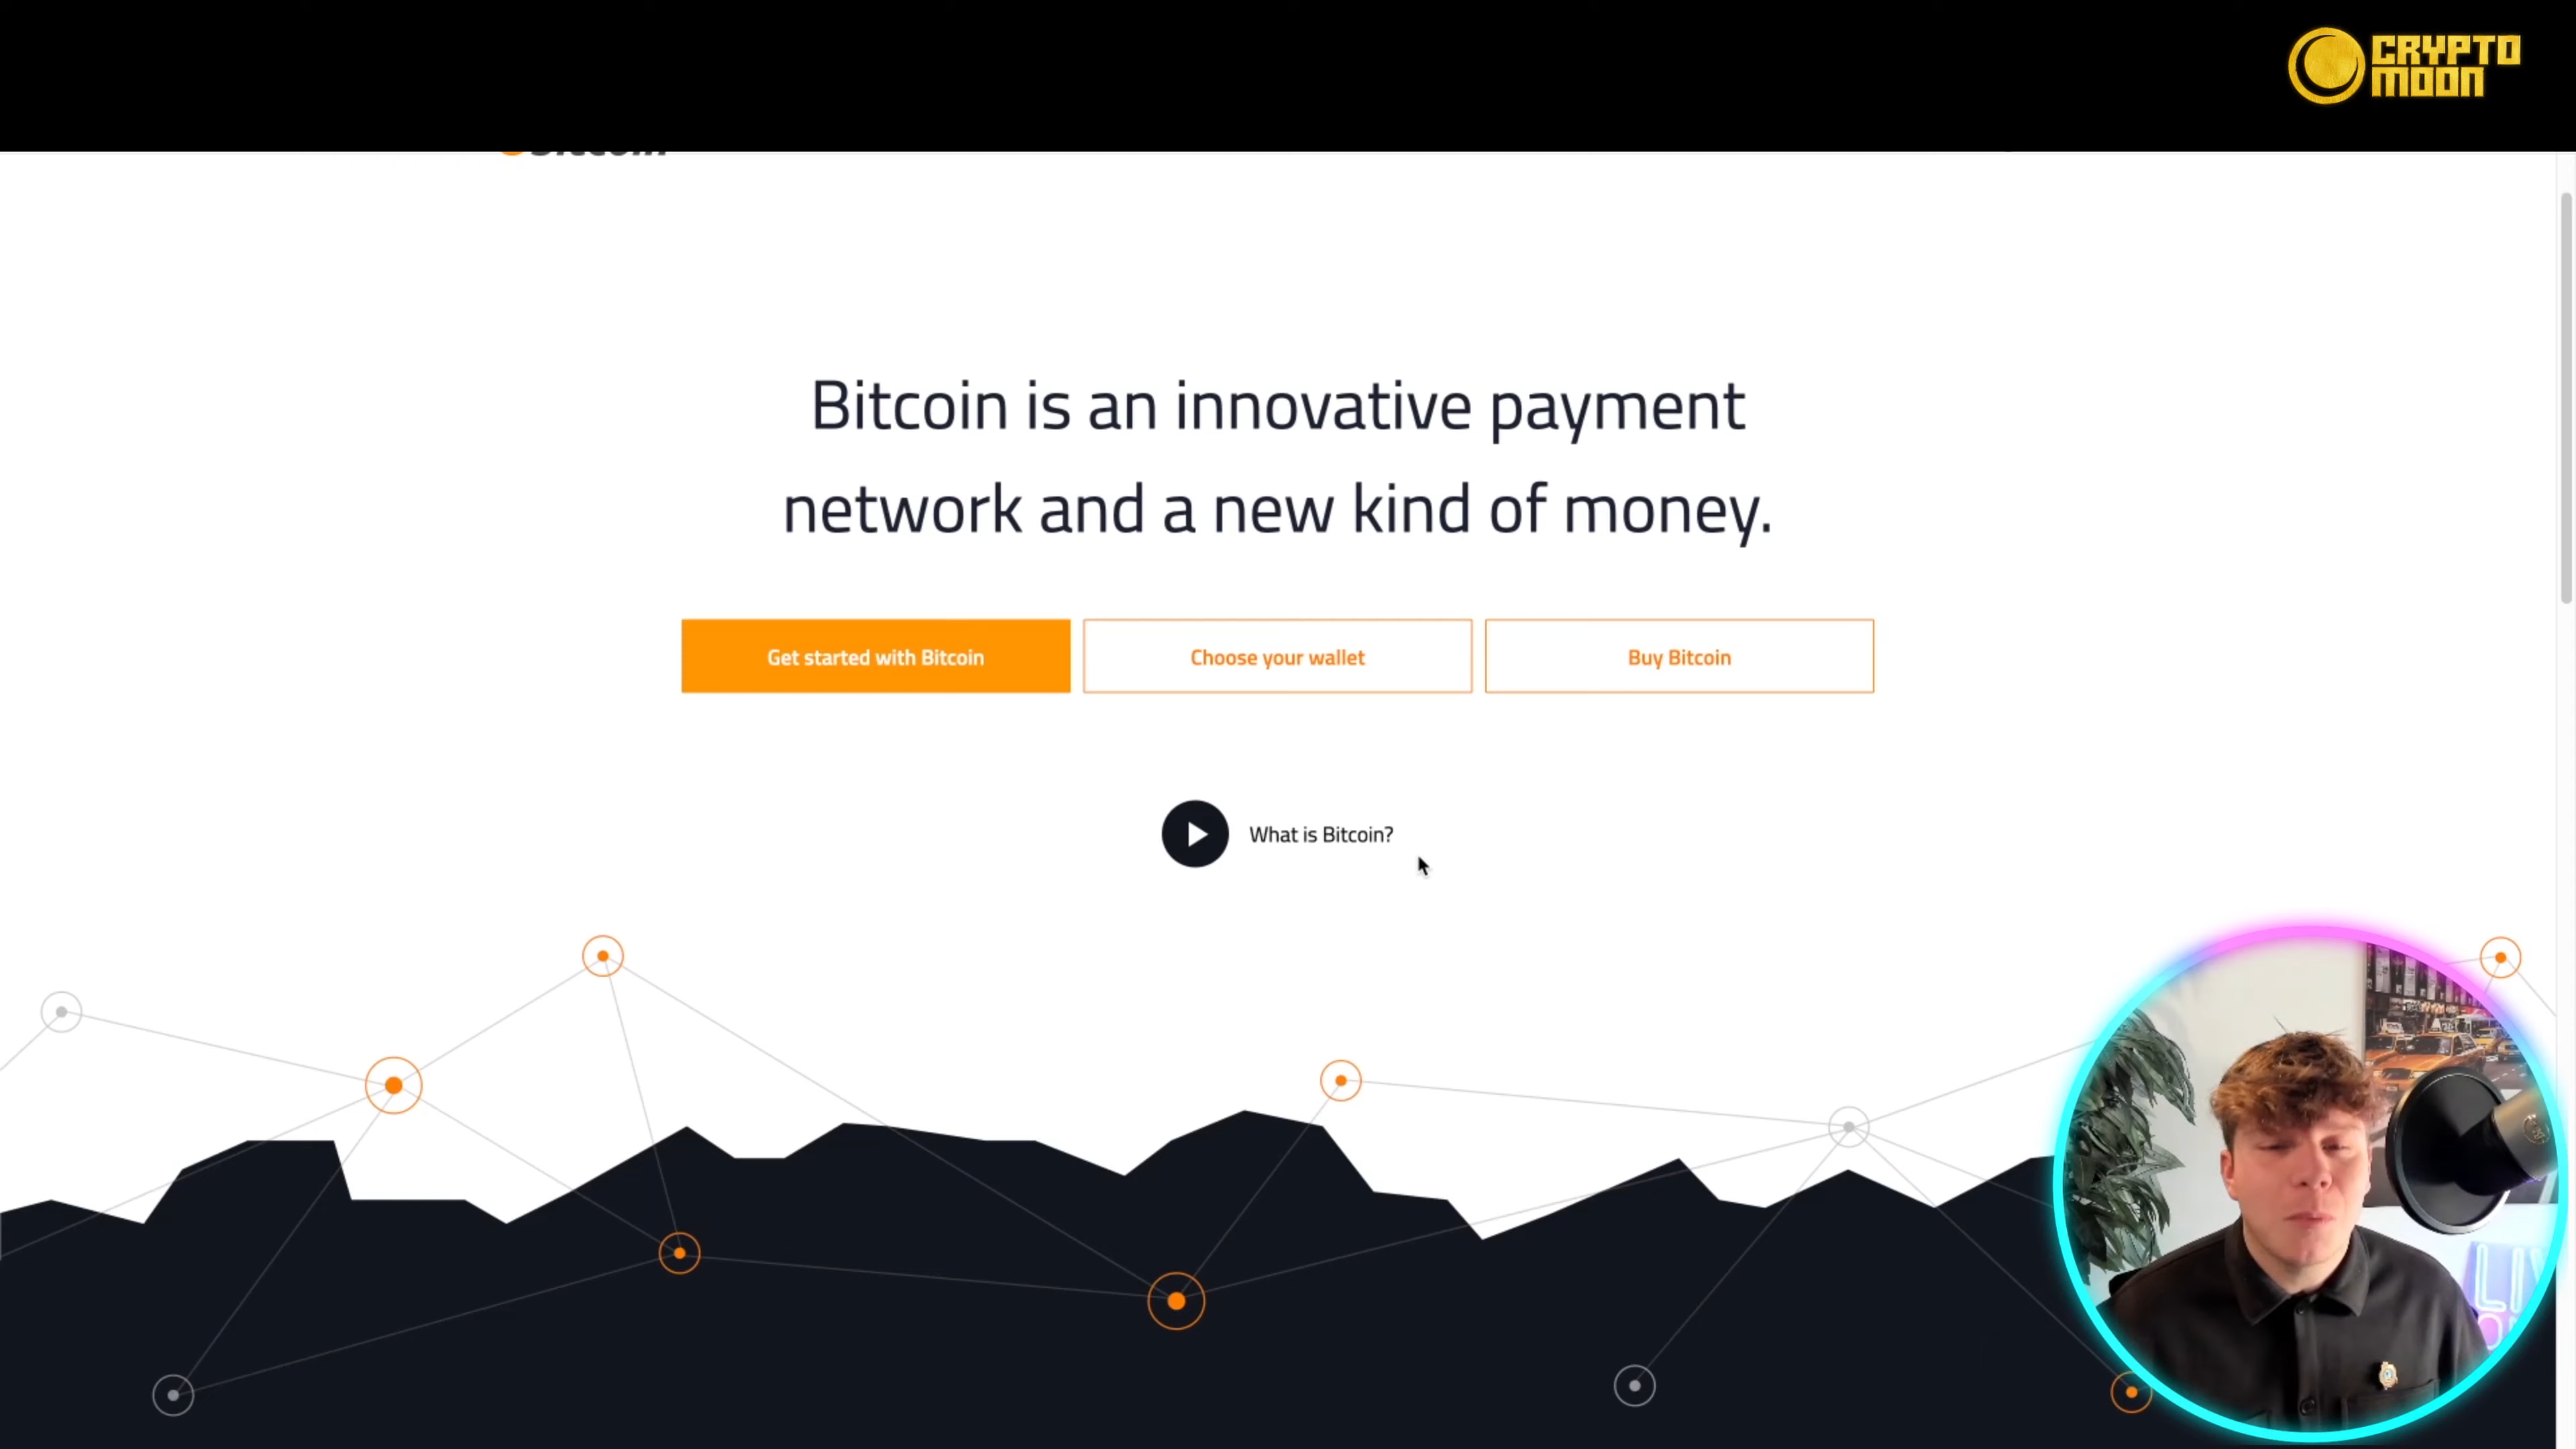 CRYPTO
MOON
Bitcoin
Bitcoin is an innovative payment
network and a new kind of money.
Get started with Bitcoin
Choose your wallet
Buy Bitcoin
What is Bitcoin?